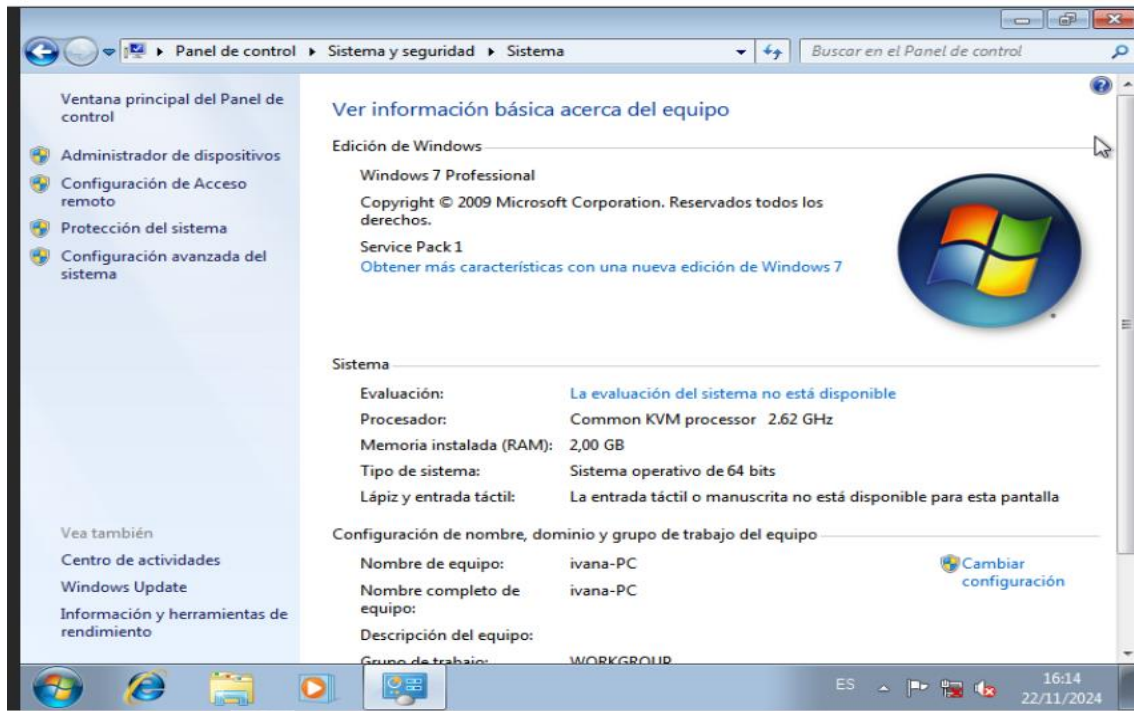 Panel de control ▸ Sistema y seguridad ▸ Sistema
Buscar en el Panel de control
Ventana principal del Panel de
control
Administrador de dispositivos
Configuración de Acceso
remoto
Protección del sistema
Configuración avanzada del
sistema
Vea también
Centro de actividades
Windows Update
Información y herramientas de
rendimiento
Ver información básica acerca del equipo
Edición de Windows
Windows 7 Professional
Copyright © 2009 Microsoft Corporation. Reservados todos los
derechos.
Service Pack 1
Obtener más características con una nueva edición de Windows 7
Sistema
Evaluación: La evaluación del sistema no está disponible
Procesador: Common KVM processor 2.62 GHz
Memoria instalada (RAM): 2,00 GB
Tipo de sistema: Sistema operativo de 64 bits
Lápiz y entrada táctil: La entrada táctil o manuscrita no está disponible para esta pantalla
Configuración de nombre, dominio y grupo de trabajo del equipo
Nombre de equipo: ivana-PC
Cambiar
configuración
Nombre completo de ivana-PC
equipo:
Descripción del equipo:
Grupo de trabajo: WORKGROUP
ES
16:14
22/11/2024